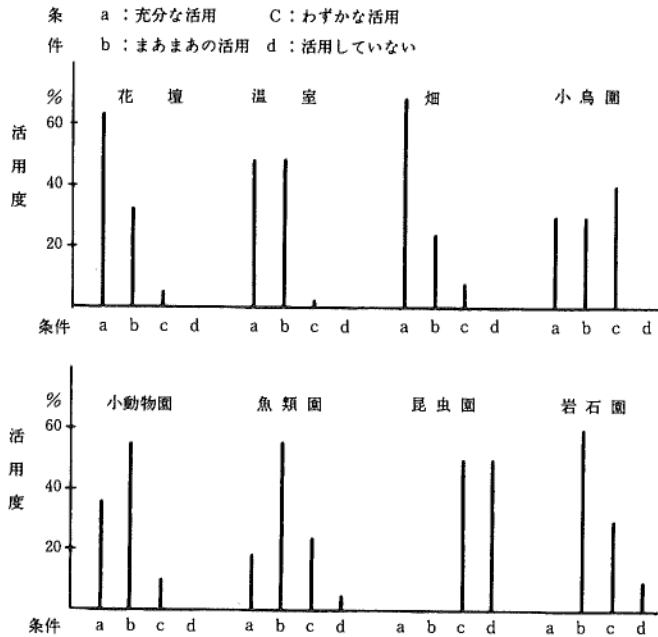 条 a：充分な活用 C：わずかな活用
件 b：まあまあの活用 d：活用していない
% 花壇 温室 畑 小鳥園
60
活用度
40
20
条件 a b c d a b c d a b c d a b c d
% 小動物園 魚類園 昆虫園 岩石園
60
活用度
40
20
条件 a b c d a b c d a b c d a b c d